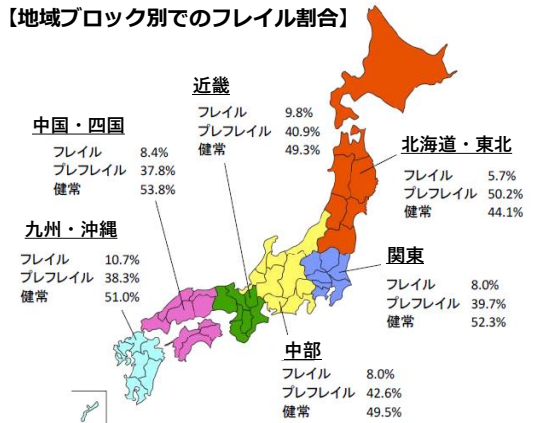 【地域ブロック別でのフレイル割合】
近畿
フレイル 9.8%
プレフレイル 40.9%
健常 49.3%
中国・四国
フレイル 8.4%
プレフレイル 37.8%
健常 53.8%
北海道・東北
フレイル 5.7%
プレフレイル 50.2%
健常 44.1%
九州・沖縄
フレイル 10.7%
プレフレイル 38.3%
健常 51.0%
関東
フレイル 8.0%
プレフレイル 39.7%
健常 52.3%
中部
フレイル 8.0%
プレフレイル 42.6%
健常 49.5%